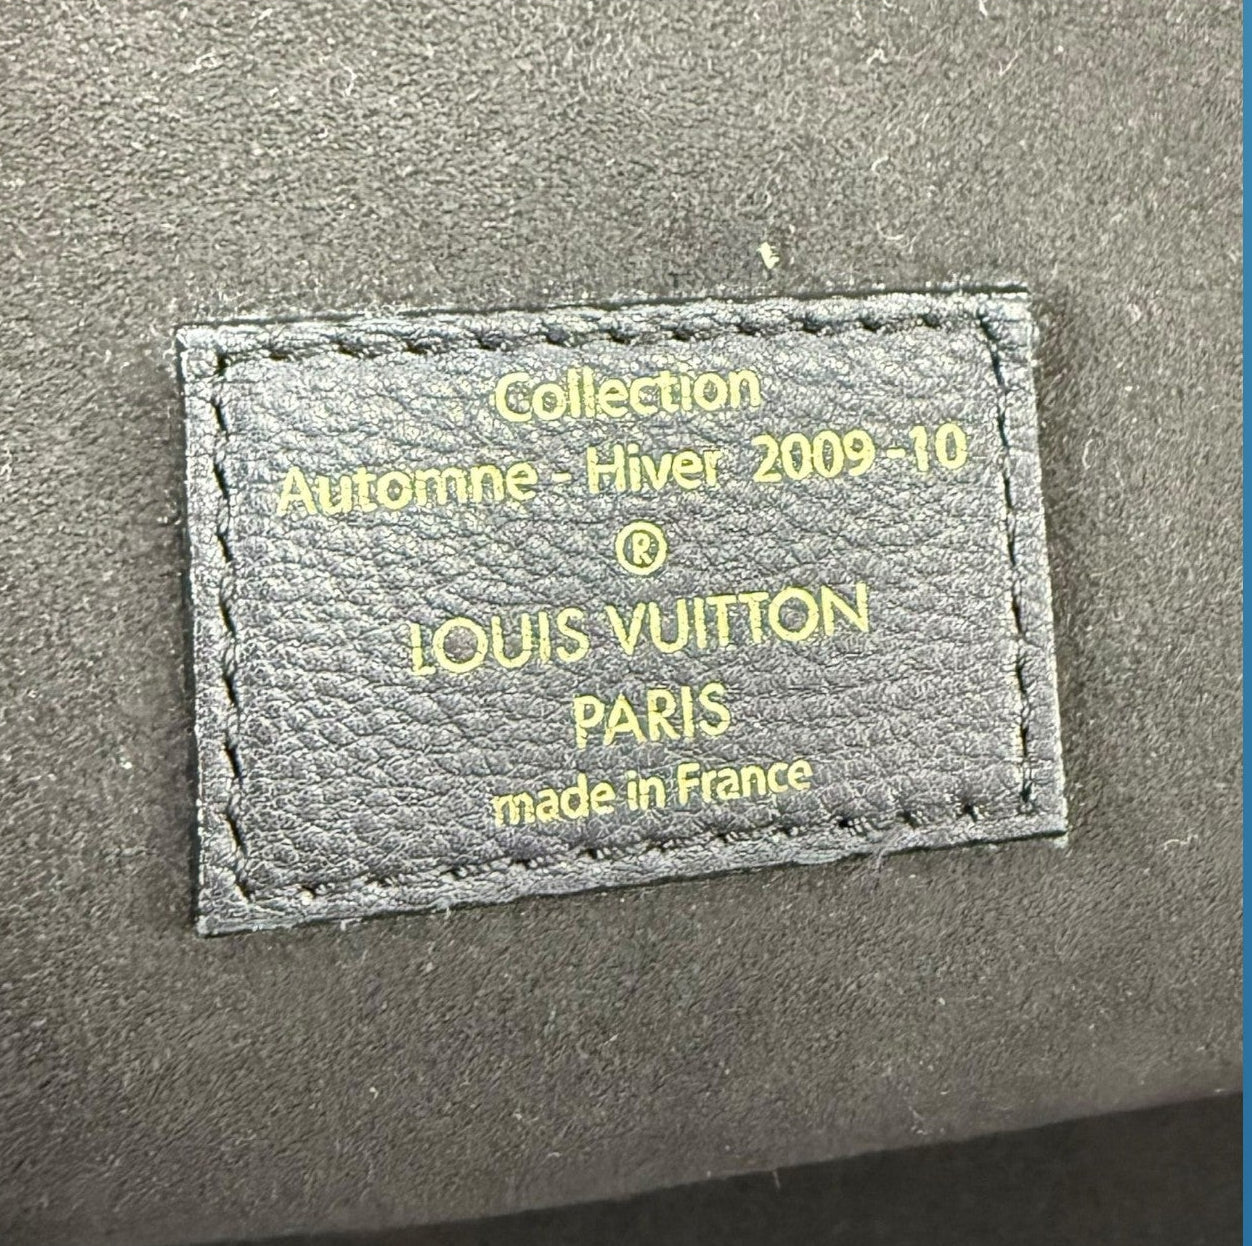 Collection
Automne - Hiver 2009-10
®
LOUIS VUITTON
PARIS
made in France